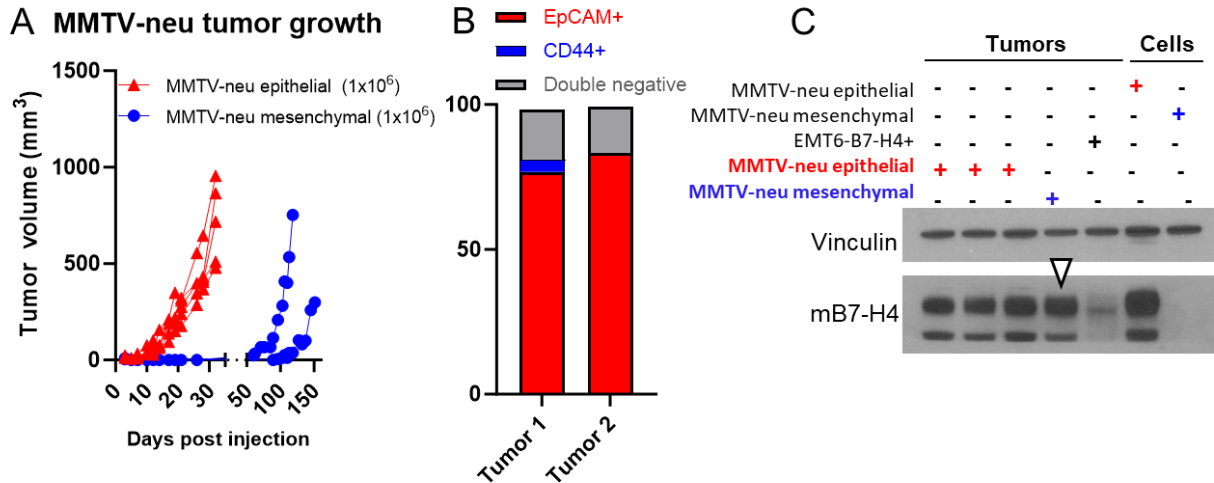 A MMTV-neu tumor growth
Tumor volume (mm³)
1500
1000
500
0
MMTV-neu epithelial (1x10⁶)
MMTV-neu mesenchymal (1x10⁶)
0 10 20 30 50 100 150
Days post injection
B
EpCAM+
CD44+
Double negative
100
50
0
Tumor 1 Tumor 2
C
Tumors Cells
MMTV-neu epithelial - - - - - + -
MMTV-neu mesenchymal - - - - - - +
EMT6-B7-H4+ - - - - + - -
MMTV-neu epithelial + + + - - - -
MMTV-neu mesenchymal - - - + - - -
Vinculin
mB7-H4